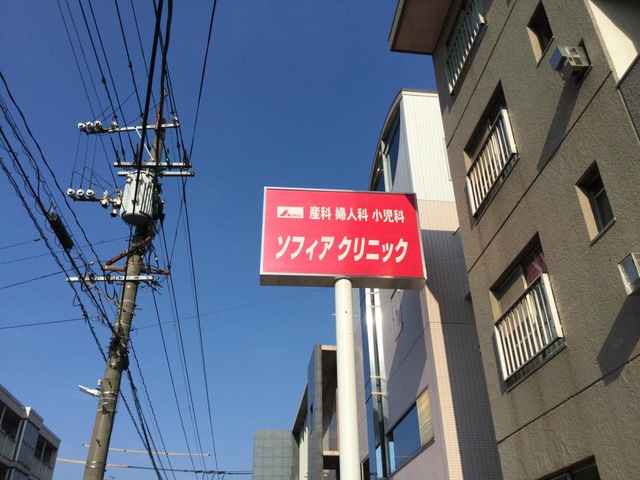 産科 婦人科 小児科
ソフィア クリニック